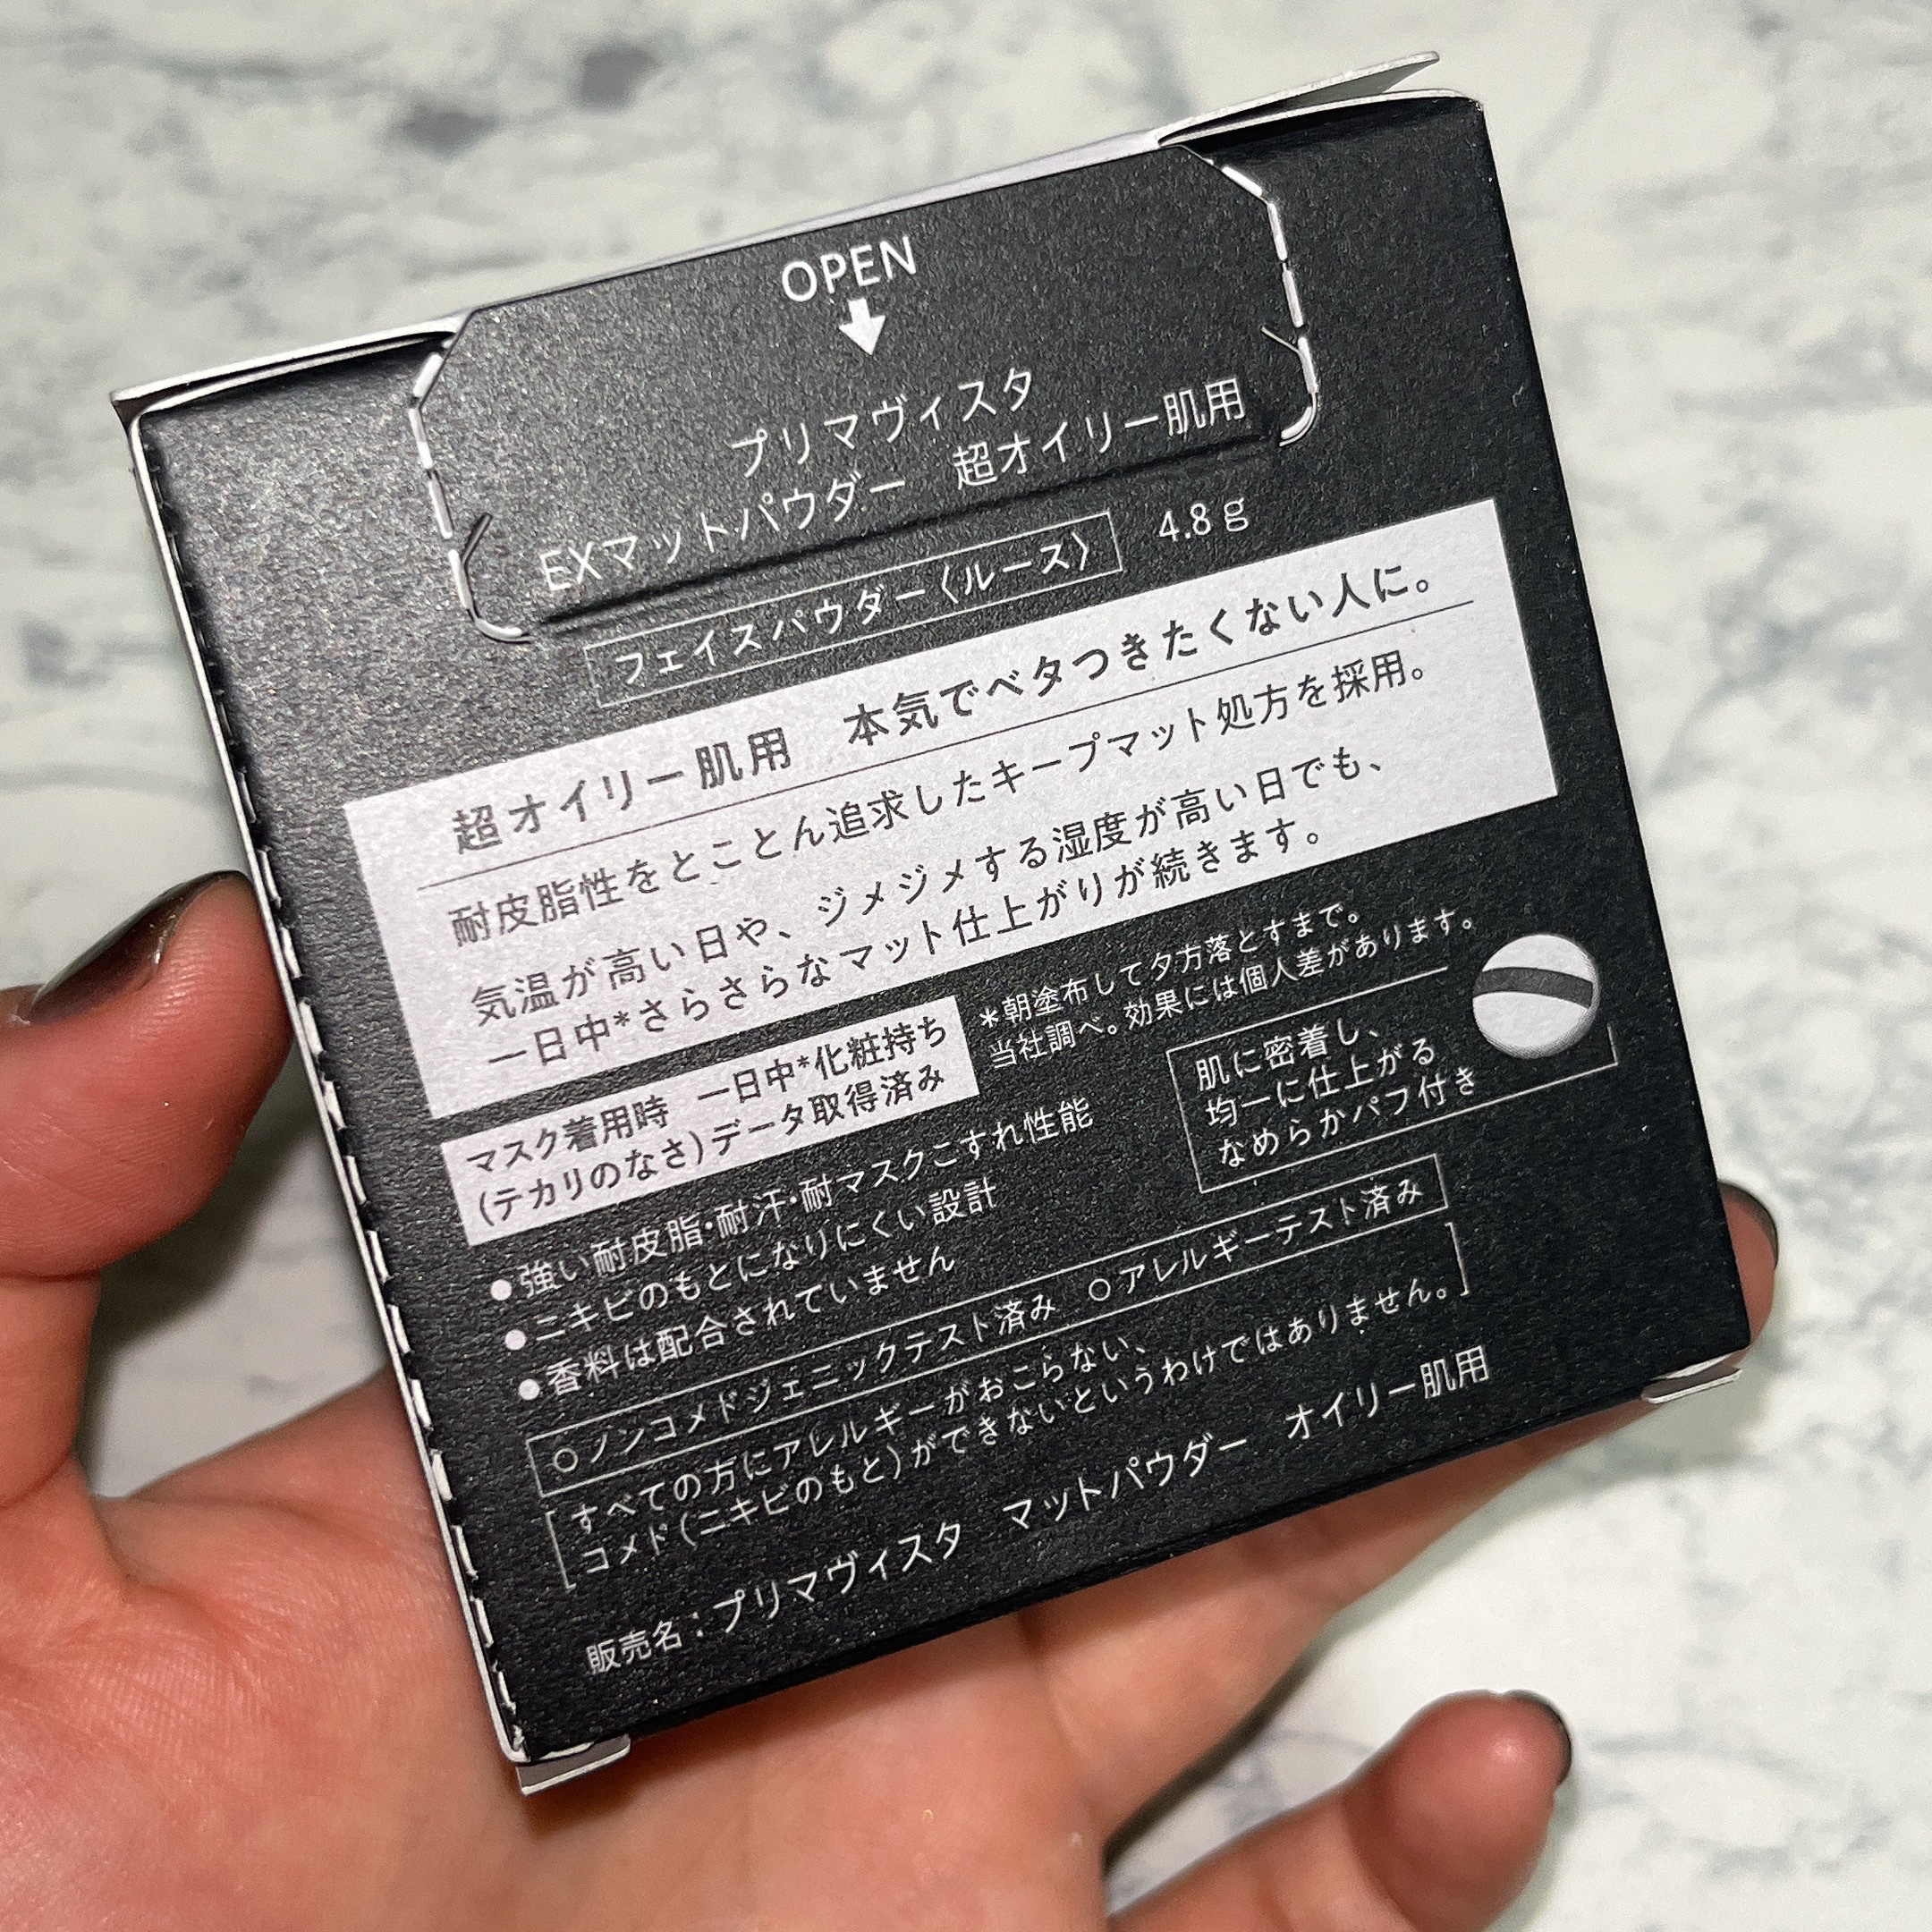 OPEN
プリマヴィスタ
EXマットパウダー 超オイリー肌用
フェイスパウダー〈ルース〉 4.8g
超オイリー肌用 本気でベタつきたくない人に。
耐皮脂性をとことん追求したキープマット処方を採用。
気温が高い日や、ジメジメする湿度が高い日でも、
一日中*さらさらなマット仕上がりが続きます。
マスク着用時 一日中*化粧持ち
(テカリのなさ)データ取得済み
*朝塗布して夕方落とすまで。
当社調べ。効果には個人差があります。
●強い耐皮脂・耐汗・耐マスクこすれ性能
●ニキビのもとになりにくい設計
●香料は配合されていません
肌に密着し、
均一に仕上がる
なめらかパフ付き
○ノンコメドジェニックテスト済み ○アレルギーテスト済み
[すべての方にアレルギーがおこらない、
コメド(ニキビのもと)ができないというわけではありません。]
販売名:プリマヴィスタ マットパウダー オイリー肌用